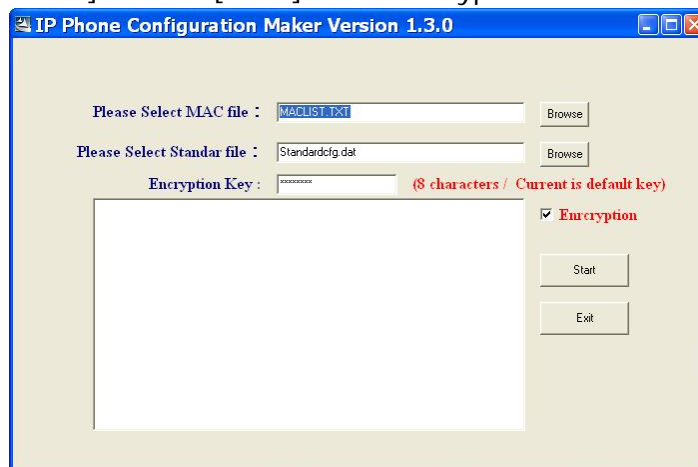 IP Phone Configuration Maker Version 1.3.0
Please Select MAC file : MACLIST.TXT Browse
Please Select Standar file : Standardcfg.dat Browse
Encryption Key : ******** (8 characters / Current is default key)
Enrcryption
Start
Exit